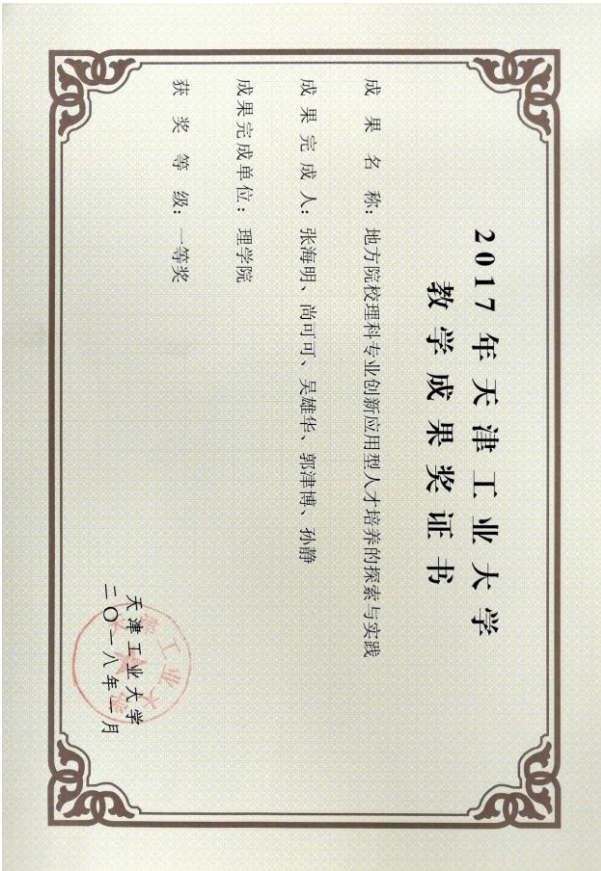 2017年天津工业大学
教学成果奖证书
成果名称：地方院校理科专业创新应用型人才培养的探索与实践
成果完成人：张海明、尚可可、吴雄华、郭津博、孙静
成果完成单位：理学院
获奖等级：一等奖
天津工业大学
二〇一八年一月